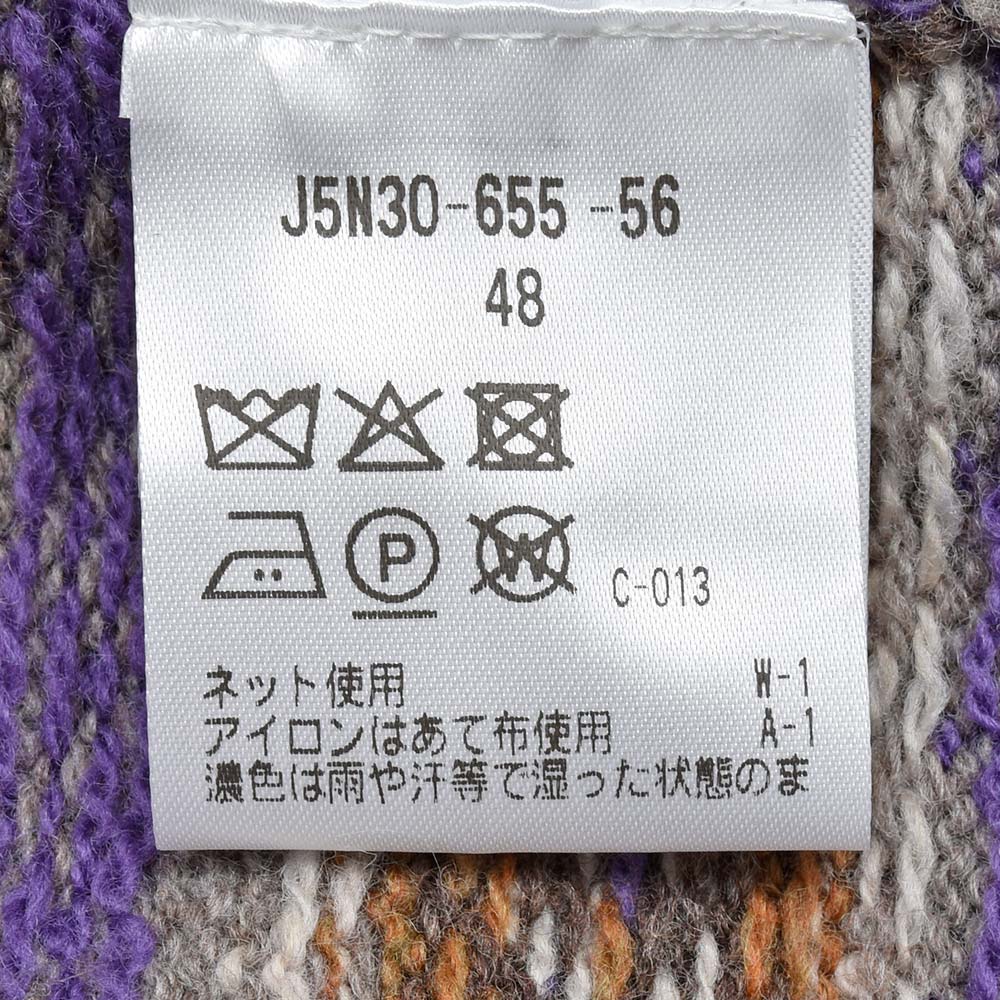 J5N30-655-56
48
P W C-013
ネット使用 W-1
アイロンはあて布使用 A-1
濃色は雨や汗等で湿った状態のま